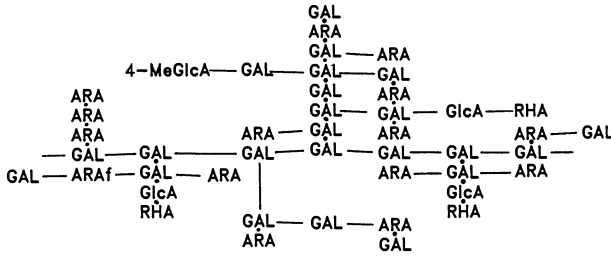 GAL
ARA
GAL — ARA
4-MeGlcA — GAL — GAL — GAL
ARA GAL ARA
ARA GAL — GAL — GlcA — RHA
ARA ARA — GAL ARA ARA — GAL
— GAL — GAL — GAL — GAL — GAL — GAL — GAL —
GAL — ARAf — GAL — ARA ARA — GAL — ARA
GlcA GlcA
RHA RHA
GAL — GAL — ARA
ARA GAL